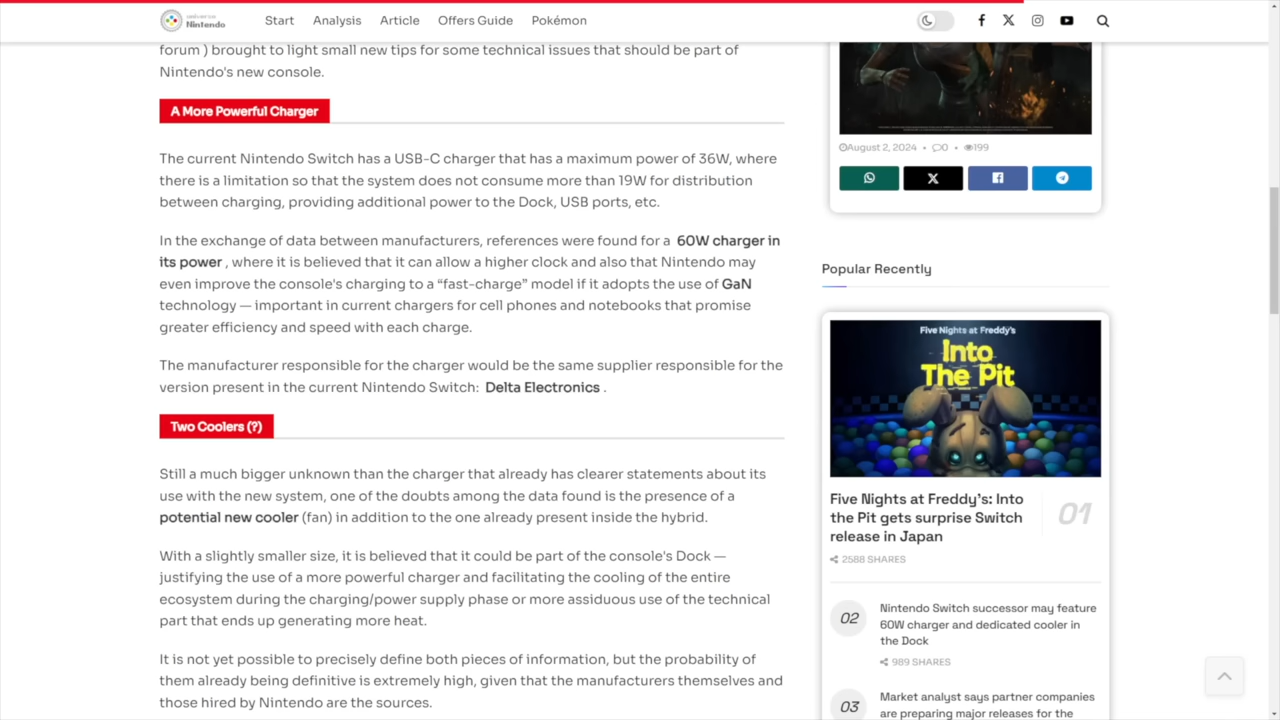 universo
Nintendo
Start
Analysis
Article
Offers Guide
Pokémon
forum ) brought to light small new tips for some technical issues that should be part of
Nintendo's new console.
A More Powerful Charger
The current Nintendo Switch has a USB-C charger that has a maximum power of 36W, where
there is a limitation so that the system does not consume more than 19W for distribution
between charging, providing additional power to the Dock, USB ports, etc.
In the exchange of data between manufacturers, references were found for a 60W charger in
its power , where it is believed that it can allow a higher clock and also that Nintendo may
even improve the console's charging to a “fast-charge” model if it adopts the use of GaN
technology — important in current chargers for cell phones and notebooks that promise
greater efficiency and speed with each charge.
The manufacturer responsible for the charger would be the same supplier responsible for the
version present in the current Nintendo Switch: Delta Electronics .
Two Coolers (?)
Still a much bigger unknown than the charger that already has clearer statements about its
use with the new system, one of the doubts among the data found is the presence of a
potential new cooler (fan) in addition to the one already present inside the hybrid.
With a slightly smaller size, it is believed that it could be part of the console's Dock —
justifying the use of a more powerful charger and facilitating the cooling of the entire
ecosystem during the charging/power supply phase or more assiduous use of the technical
part that ends up generating more heat.
It is not yet possible to precisely define both pieces of information, but the probability of
them already being definitive is extremely high, given that the manufacturers themselves and
those hired by Nintendo are the sources.
August 2, 2024 • 0 • 199
Popular Recently
Five Nights at Freddy's
Into
The Pit
Five Nights at Freddy's: Into
the Pit gets surprise Switch
release in Japan
01
2588 SHARES
02
Nintendo Switch successor may feature
60W charger and dedicated cooler in
the Dock
989 SHARES
03
Market analyst says partner companies
are preparing major releases for the